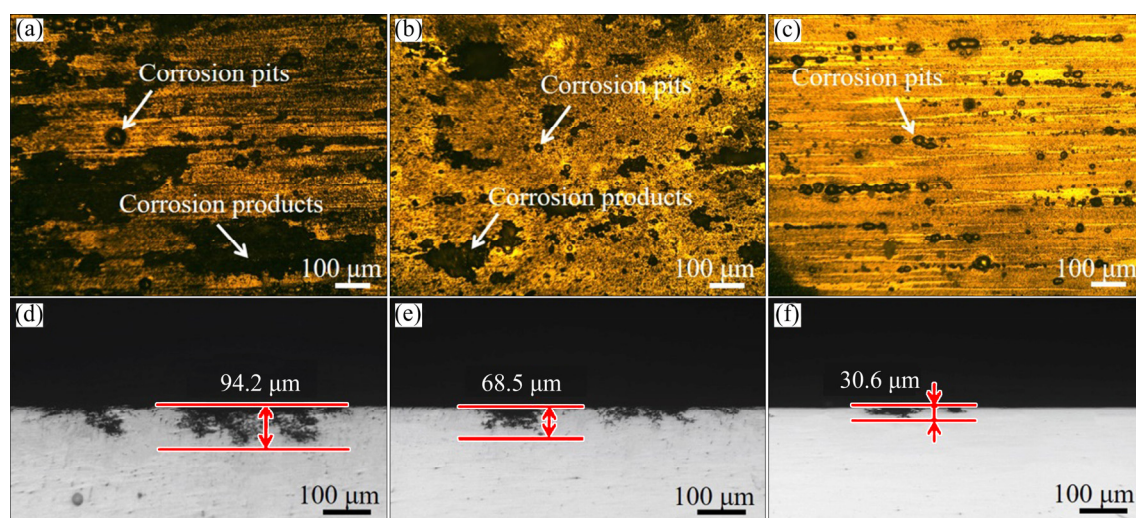 (a)
Corrosion pits
Corrosion products
100 μm
(b)
Corrosion pits
Corrosion products
100 μm
(c)
Corrosion pits
100 μm
(d)
94.2 μm
100 μm
(e)
68.5 μm
100 μm
(f)
30.6 μm
100 μm